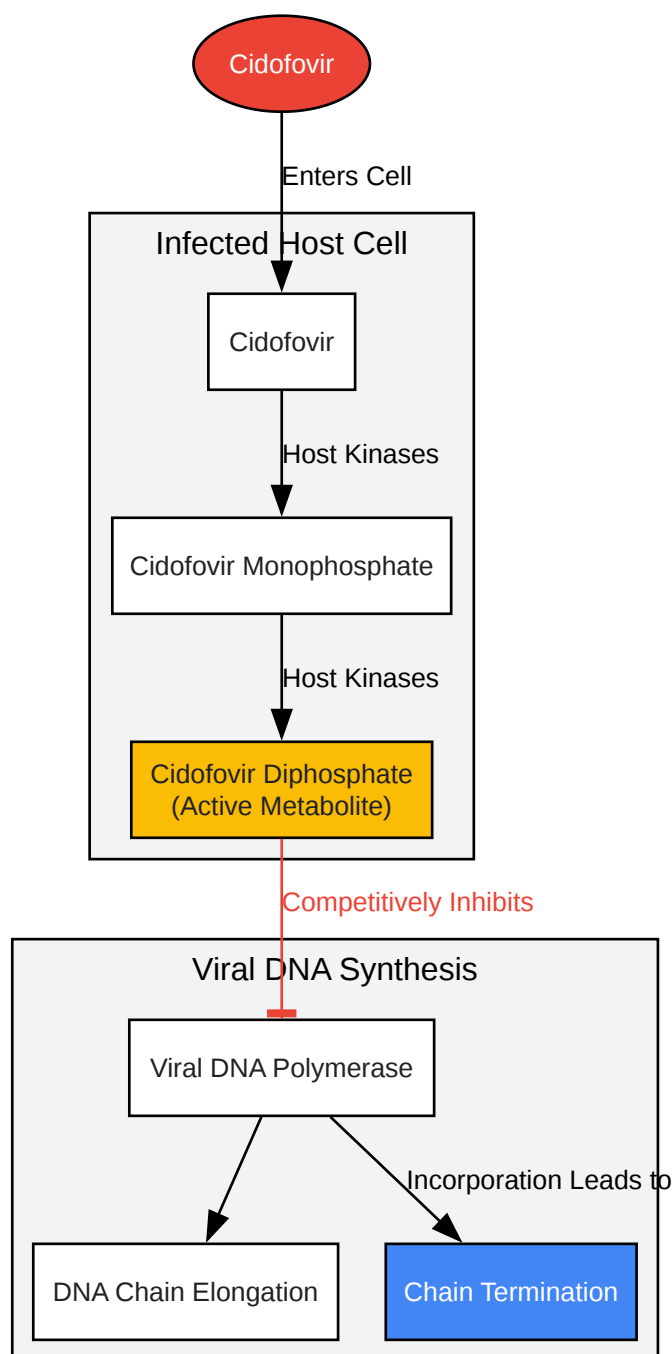 Cidofovir
Enters Cell
Infected Host Cell
Cidofovir
Host Kinases
Cidofovir Monophosphate
Host Kinases
Cidofovir Diphosphate
(Active Metabolite)
Competitively Inhibits
Viral DNA Synthesis
Viral DNA Polymerase
Incorporation Leads to
DNA Chain Elongation
Chain Termination